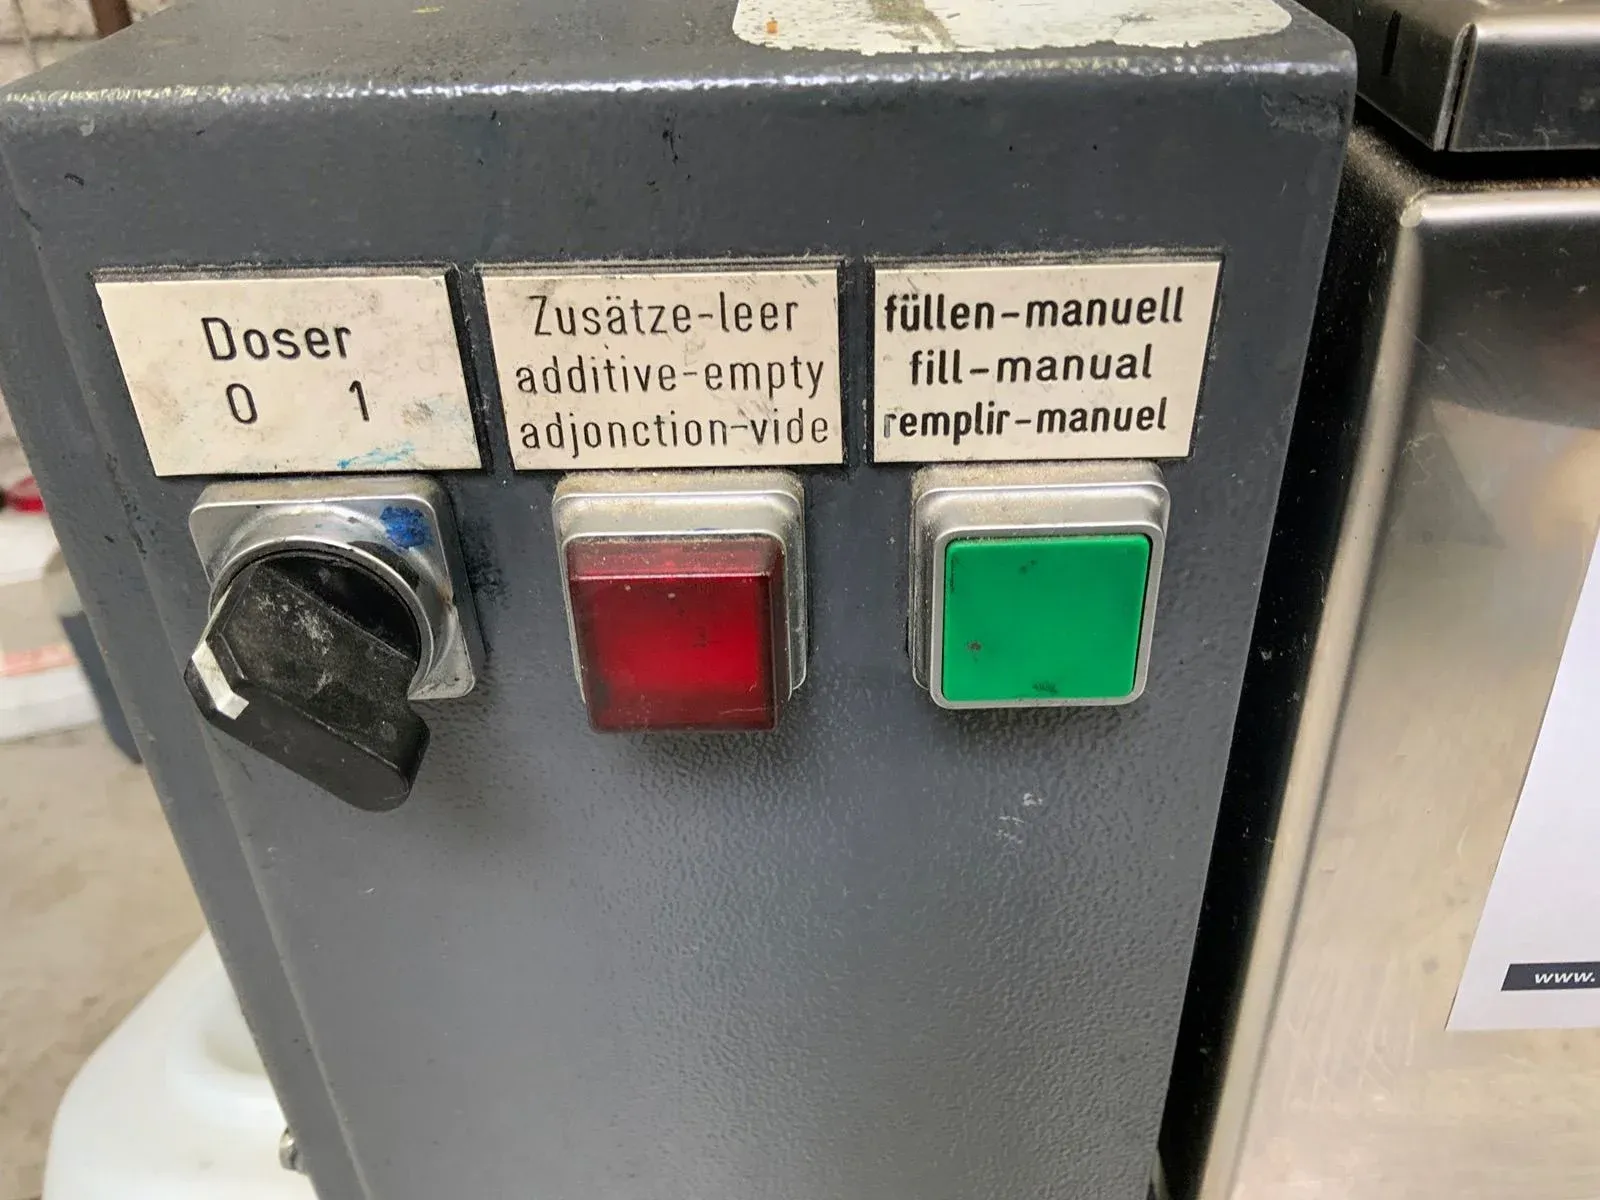 Doser
0 1
Zusätze-leer
additive-empty
adjonction-vide
füllen-manuell
fill-manual
remplir-manuel
www.